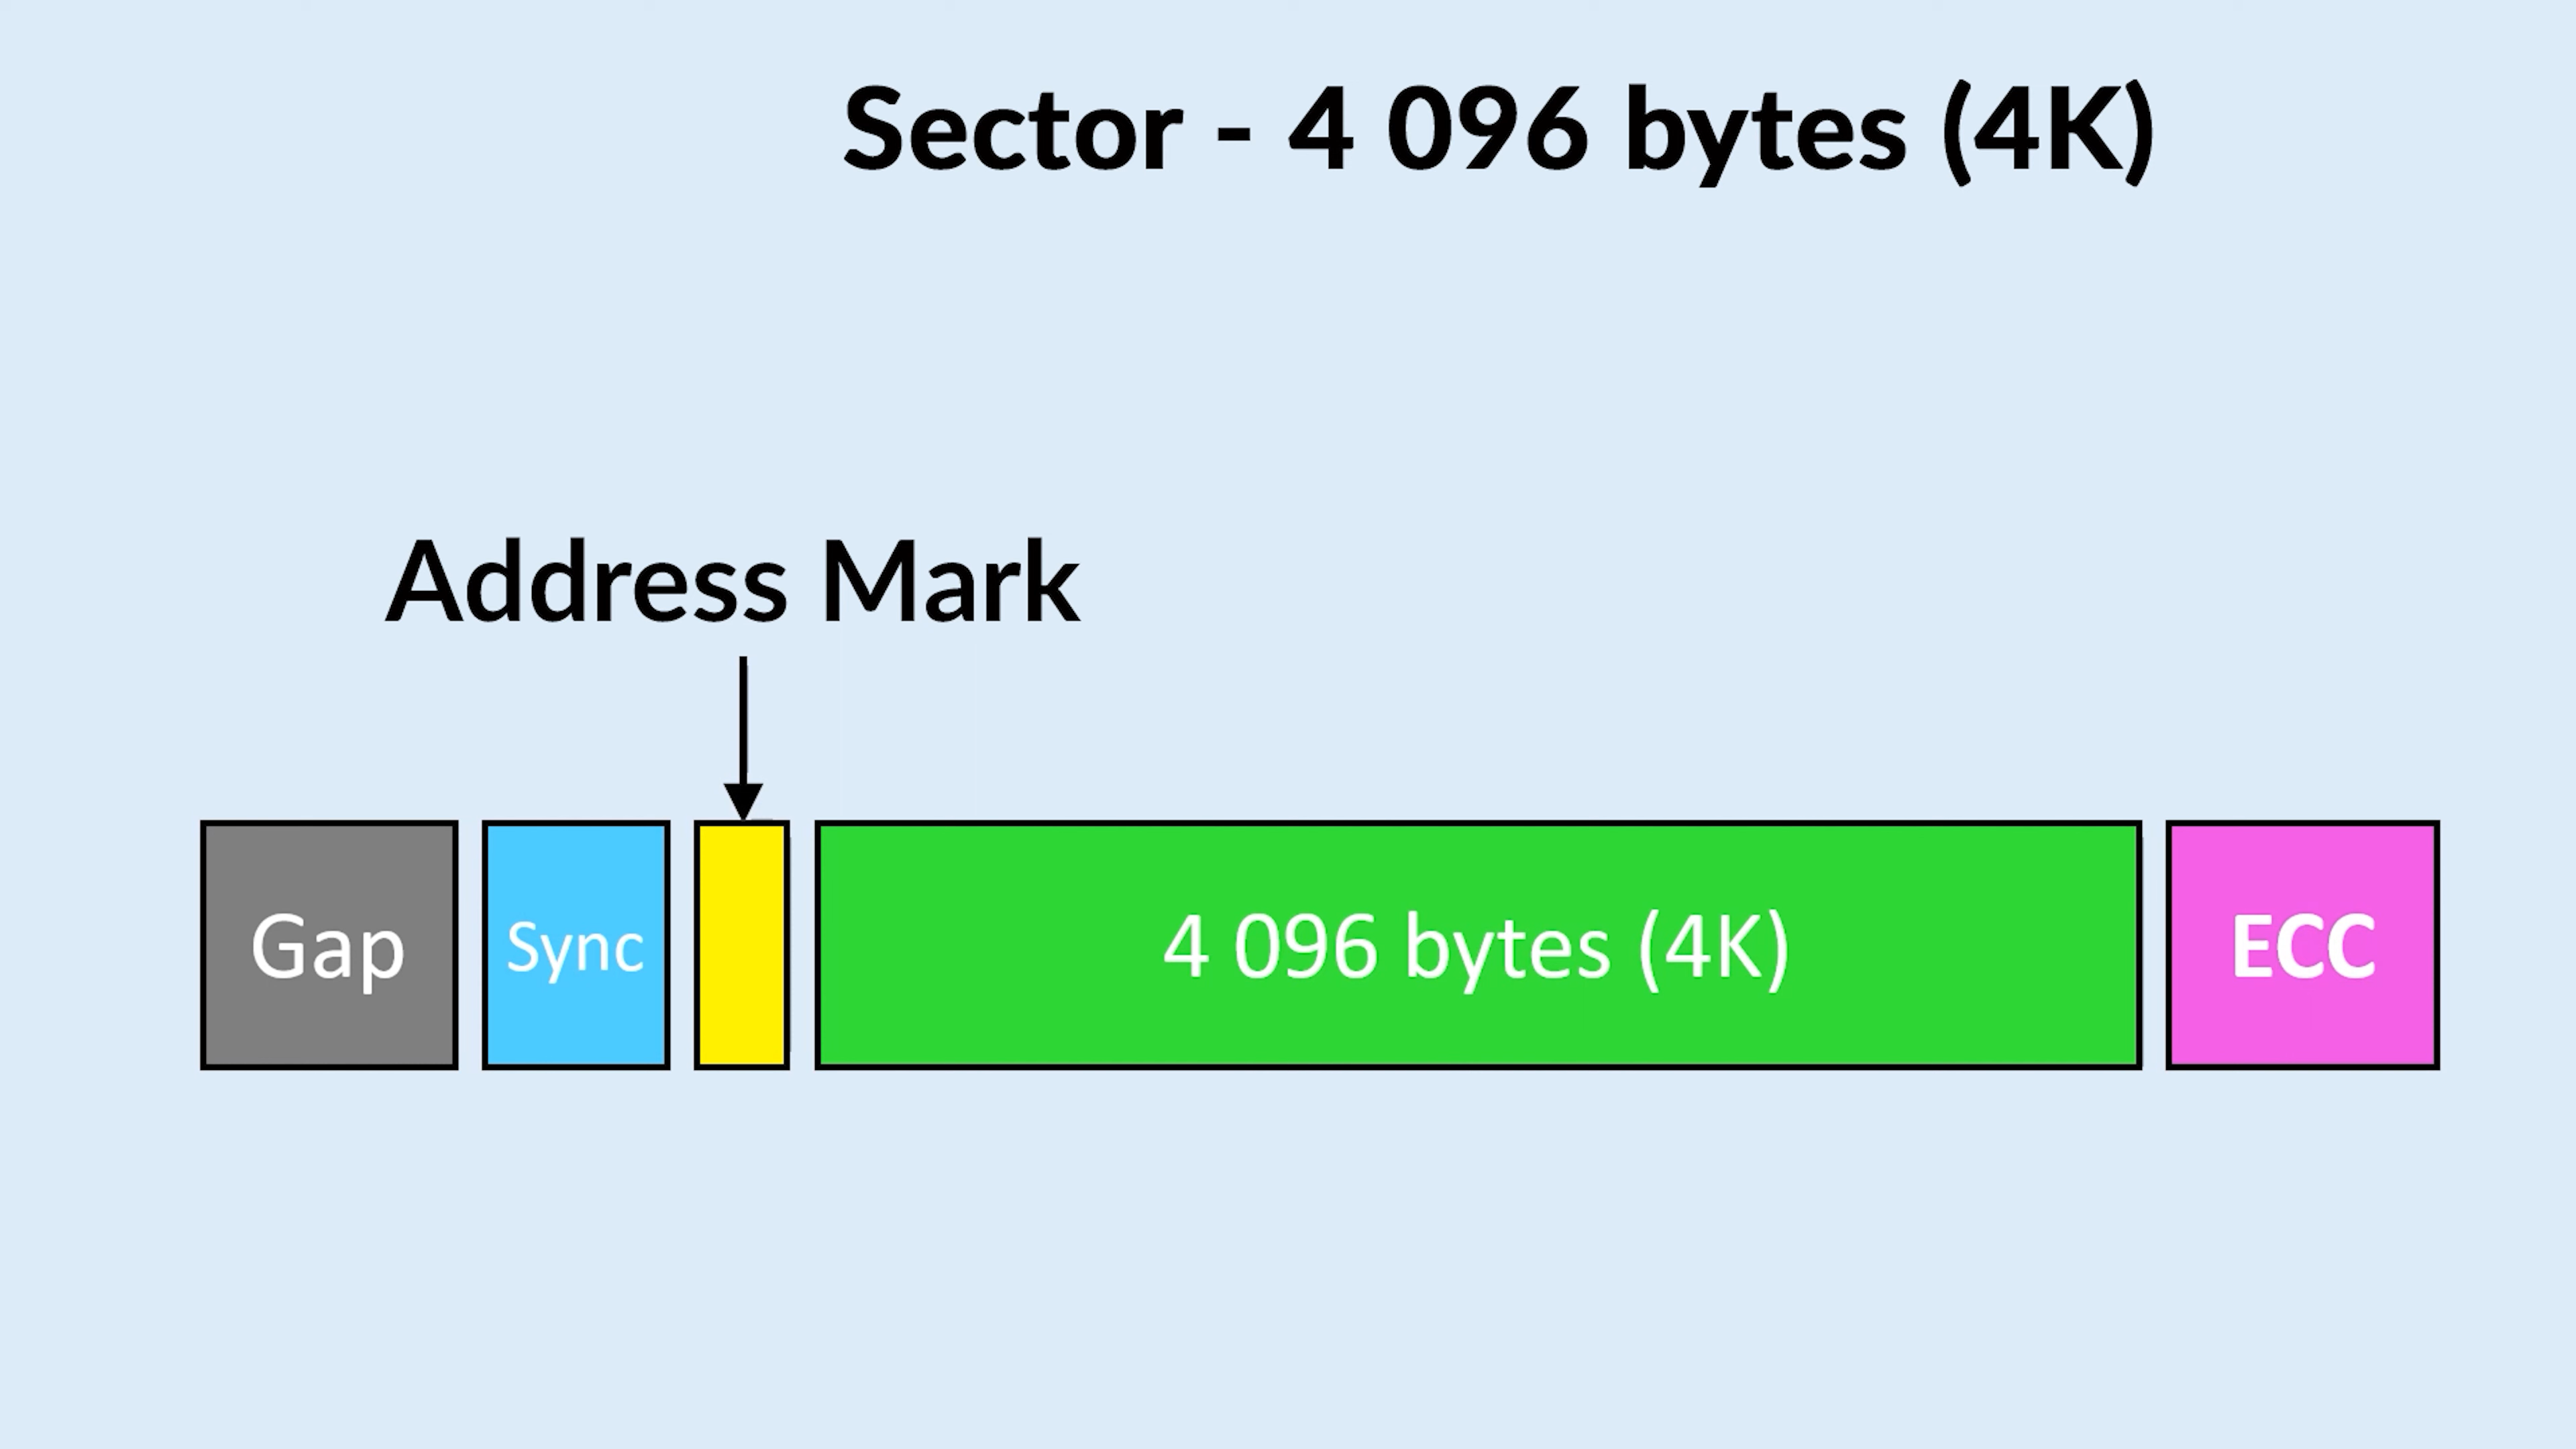 Sector - 4 096 bytes (4K)
Address Mark
Gap
Sync
4 096 bytes (4K)
ECC